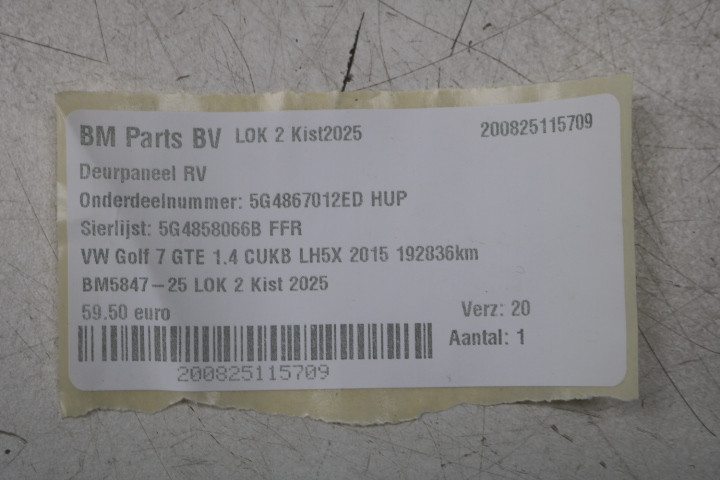 BM Parts BV LOK 2 Kist2025 200825115709
Deurpaneel RV
Onderdeelnummer: 5G4867012ED HUP
Sierlijst: 5G4858066B FFR
VW Golf 7 GTE 1.4 CUKB LH5X 2015 192836km
BM5847-25 LOK 2 Kist 2025
59.50 euro Verz: 20
Aantal: 1
200825115709